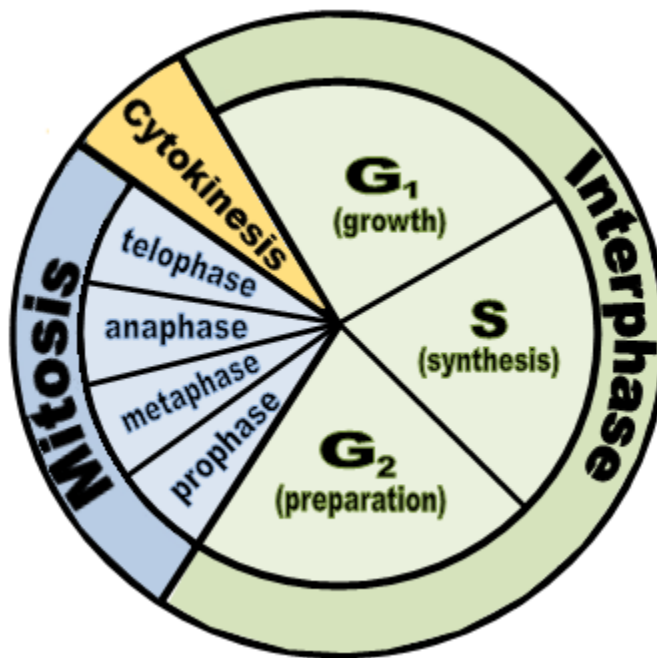 Cytokinesis
G₁
(growth)
Interphase
S
(synthesis)
G₂
(preparation)
Mitosis
telophase
anaphase
metaphase
prophase